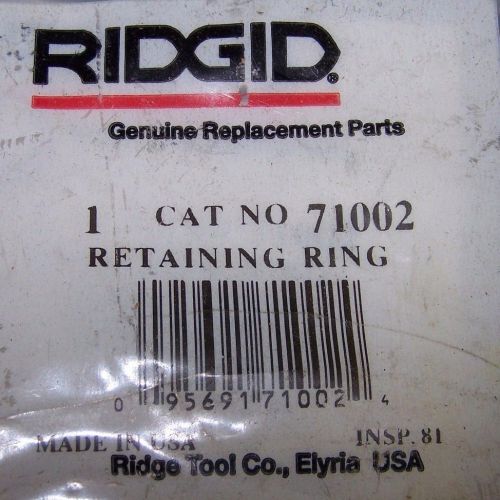 RIDGID®
Genuine Replacement Parts
1 CAT NO 71002
RETAINING RING
0 95691 71002 4
MADE IN USA INSP. 81
Ridge Tool Co., Elyria USA